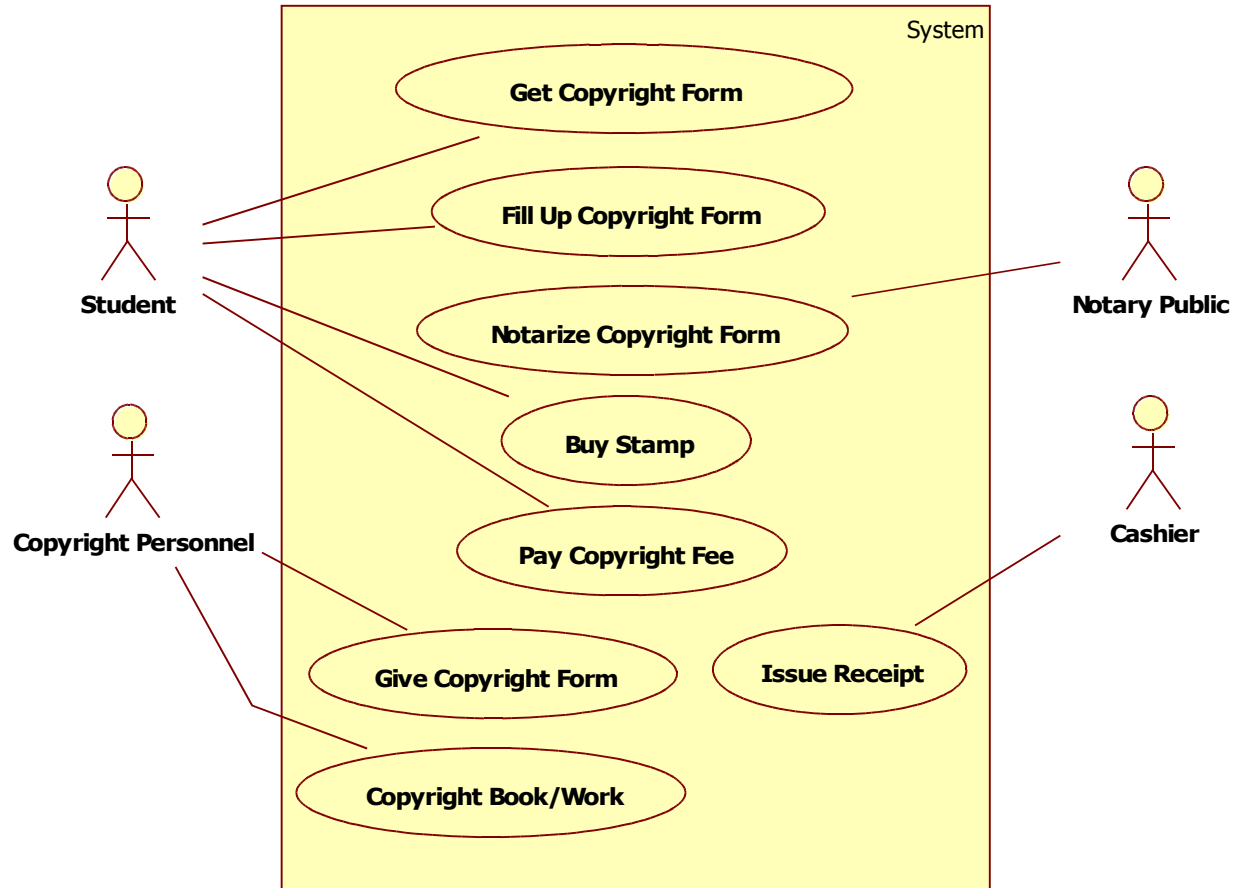 System
Get Copyright Form
Fill Up Copyright Form
Student
Notary Public
Notarize Copyright Form
Buy Stamp
Copyright Personnel
Pay Copyright Fee
Cashier
Give Copyright Form
Issue Receipt
Copyright Book/Work